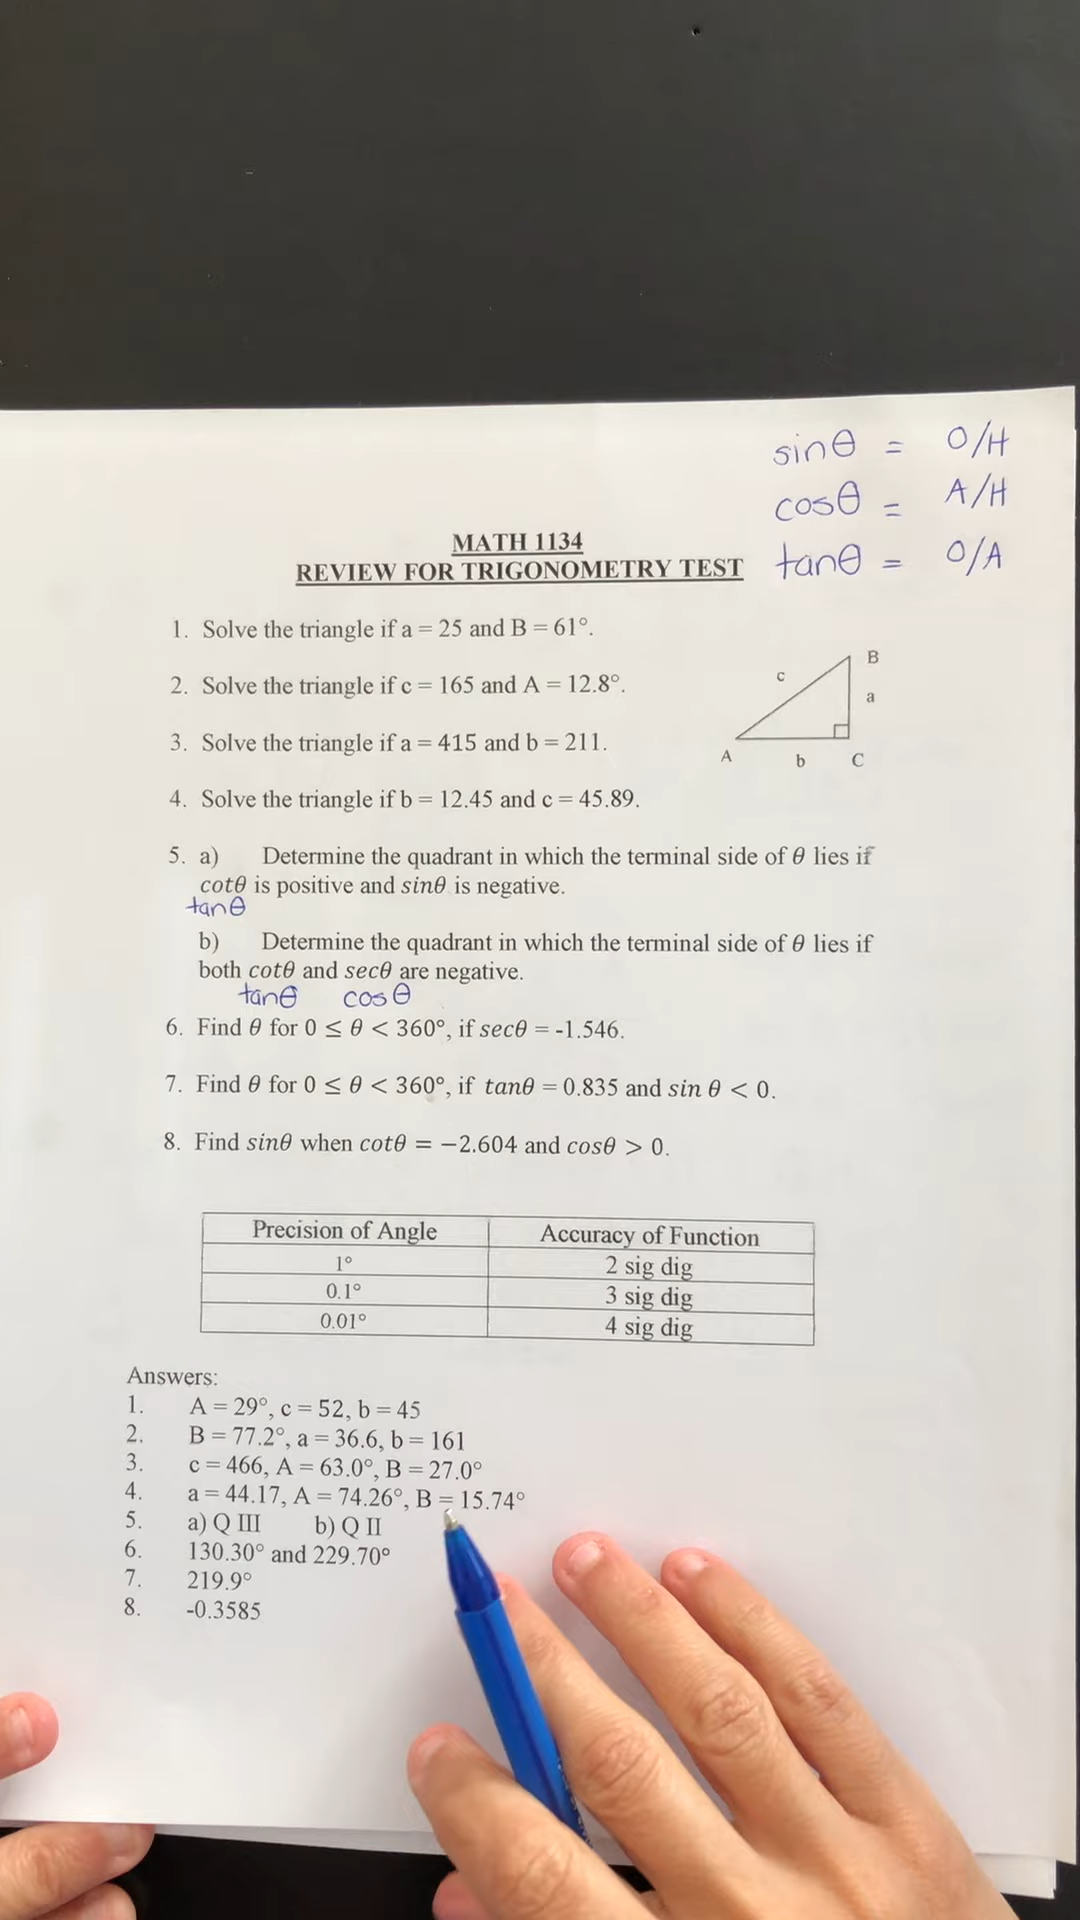 sinθ = O/H
cosθ = A/H
tanθ = O/A
MATH 1134
REVIEW FOR TRIGONOMETRY TEST
1. Solve the triangle if a = 25 and B = 61°.
2. Solve the triangle if c = 165 and A = 12.8°.
3. Solve the triangle if a = 415 and b = 211.
4. Solve the triangle if b = 12.45 and c = 45.89.
B
c
a
A b C
5. a) Determine the quadrant in which the terminal side of θ lies if
cotθ is positive and sinθ is negative.
tanθ
b) Determine the quadrant in which the terminal side of θ lies if
both cotθ and secθ are negative.
tanθ cosθ
6. Find θ for 0 ≤ θ < 360°, if secθ = -1.546.
7. Find θ for 0 ≤ θ < 360°, if tanθ = 0.835 and sin θ < 0.
8. Find sinθ when cotθ = −2.604 and cosθ > 0.
Precision of Angle Accuracy of Function
1° 2 sig dig
0.1° 3 sig dig
0.01° 4 sig dig
Answers:
1. A = 29°, c = 52, b = 45
2. B = 77.2°, a = 36.6, b = 161
3. c = 466, A = 63.0°, B = 27.0°
4. a = 44.17, A = 74.26°, B = 15.74°
5. a) Q III b) Q II
6. 130.30° and 229.70°
7. 219.9°
8. -0.3585